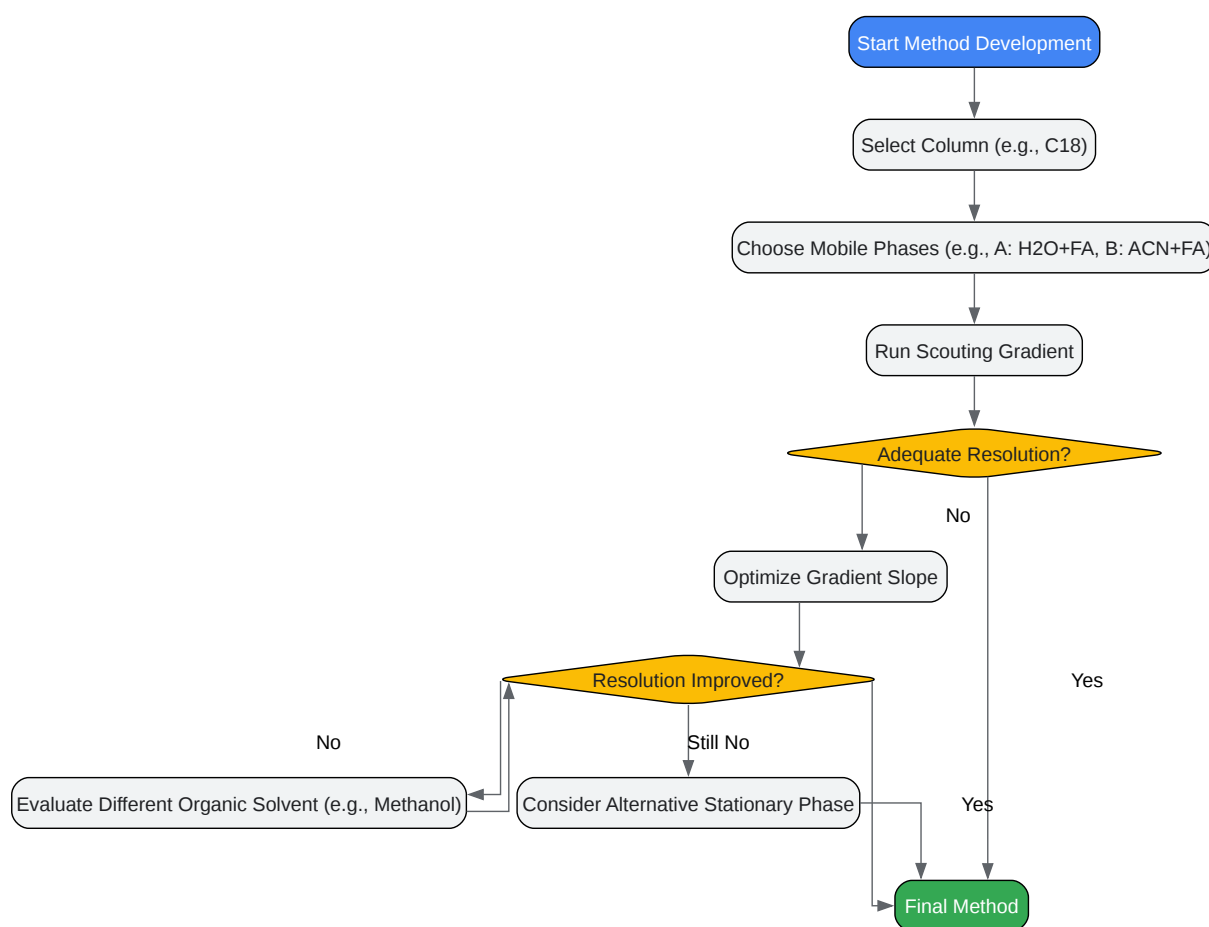 Start Method Development
Select Column (e.g., C18)
Choose Mobile Phases (e.g., A: H2O+FA, B: ACN+FA)
Run Scouting Gradient
Adequate Resolution?
No
Optimize Gradient Slope
Resolution Improved?
Yes
No
Still No
Evaluate Different Organic Solvent (e.g., Methanol)
Consider Alternative Stationary Phase
Yes
Final Method